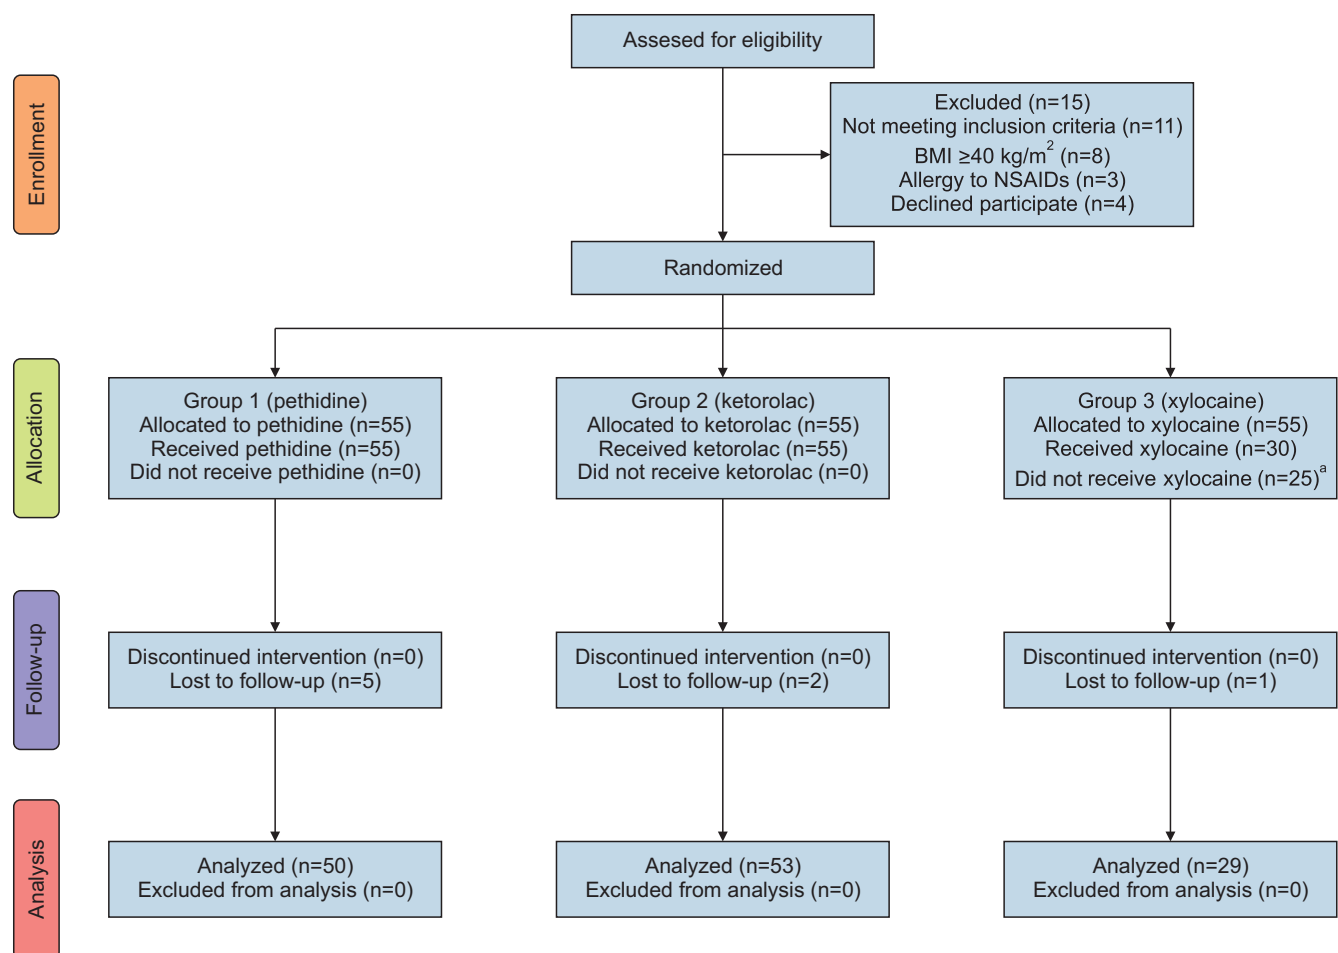 Assesed for eligibility
Enrollment
Excluded (n=15)
Not meeting inclusion criteria (n=11)
BMI ≥40 kg/m² (n=8)
Allergy to NSAIDs (n=3)
Declined participate (n=4)
Randomized
Allocation
Group 1 (pethidine)
Allocated to pethidine (n=55)
Received pethidine (n=55)
Did not receive pethidine (n=0)
Group 2 (ketorolac)
Allocated to ketorolac (n=55)
Received ketorolac (n=55)
Did not receive ketorolac (n=0)
Group 3 (xylocaine)
Allocated to xylocaine (n=55)
Received xylocaine (n=30)
Did not receive xylocaine (n=25)ᵃ
Follow-up
Discontinued intervention (n=0)
Lost to follow-up (n=5)
Discontinued intervention (n=0)
Lost to follow-up (n=2)
Discontinued intervention (n=0)
Lost to follow-up (n=1)
Analysis
Analyzed (n=50)
Excluded from analysis (n=0)
Analyzed (n=53)
Excluded from analysis (n=0)
Analyzed (n=29)
Excluded from analysis (n=0)